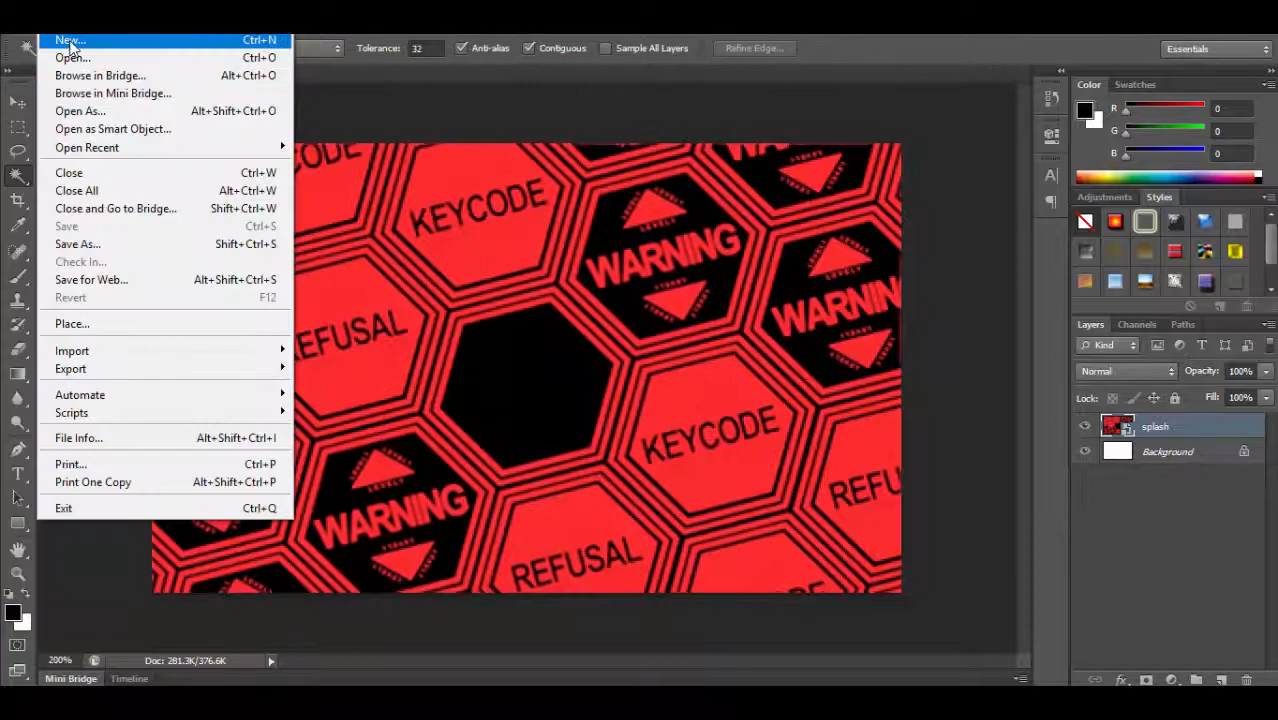 New... Ctrl+N
Open... Ctrl+O
Browse in Bridge... Alt+Ctrl+O
Browse in Mini Bridge...
Open As... Alt+Shift+Ctrl+O
Open as Smart Object...
Open Recent
Close Ctrl+W
Close All Alt+Ctrl+W
Close and Go to Bridge... Shift+Ctrl+W
Save Ctrl+S
Save As... Shift+Ctrl+S
Check In...
Save for Web... Alt+Shift+Ctrl+S
Revert F12
Place...
Import
Export
Automate
Scripts
File Info... Alt+Shift+Ctrl+I
Print... Ctrl+P
Print One Copy Alt+Shift+Ctrl+P
Exit Ctrl+Q
Tolerance: 32 Anti-alias Contiguous Sample All Layers Refine Edge... Essentials
KEYCODE
WARNING
WARNIN
REFUSAL
KEYCODE
WARNING
REFUSAL
REFU
Color Swatches
R 0
G 0
B 0
Adjustments Styles
Layers Channels Paths
Kind
Normal Opacity: 100%
Lock: Fill: 100%
splash
Background
200% Doc: 281.3K/376.6K
Mini Bridge Timeline